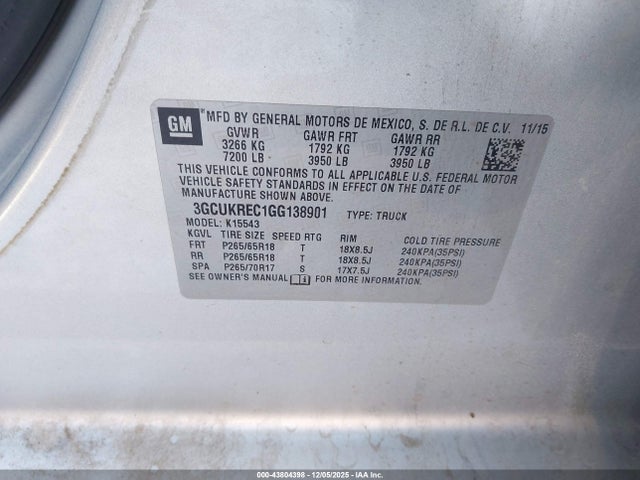 GM
MFD BY GENERAL MOTORS DE MEXICO, S. DE R.L. DE C.V. 11/15
GVWR GAWR FRT GAWR RR
3266 KG 1792 KG 1792 KG
7200 LB 3950 LB 3950 LB
THIS VEHICLE CONFORMS TO ALL APPLICABLE U.S. FEDERAL MOTOR
VEHICLE SAFETY STANDARDS IN EFFECT ON THE DATE OF
MANUFACTURE SHOWN ABOVE.
3GCUKREC1GG138901 TYPE: TRUCK
MODEL: K15543
KGVL TIRE SIZE SPEED RTG RIM COLD TIRE PRESSURE
FRT P265/65R18 T 18X8.5J 240KPA(35PSI)
RR P265/65R18 T 18X8.5J 240KPA(35PSI)
SPA P265/70R17 S 17X7.5J 240KPA(35PSI)
SEE OWNER'S MANUAL FOR MORE INFORMATION.
000-43804398 - 12/05/2025 - IAA Inc.